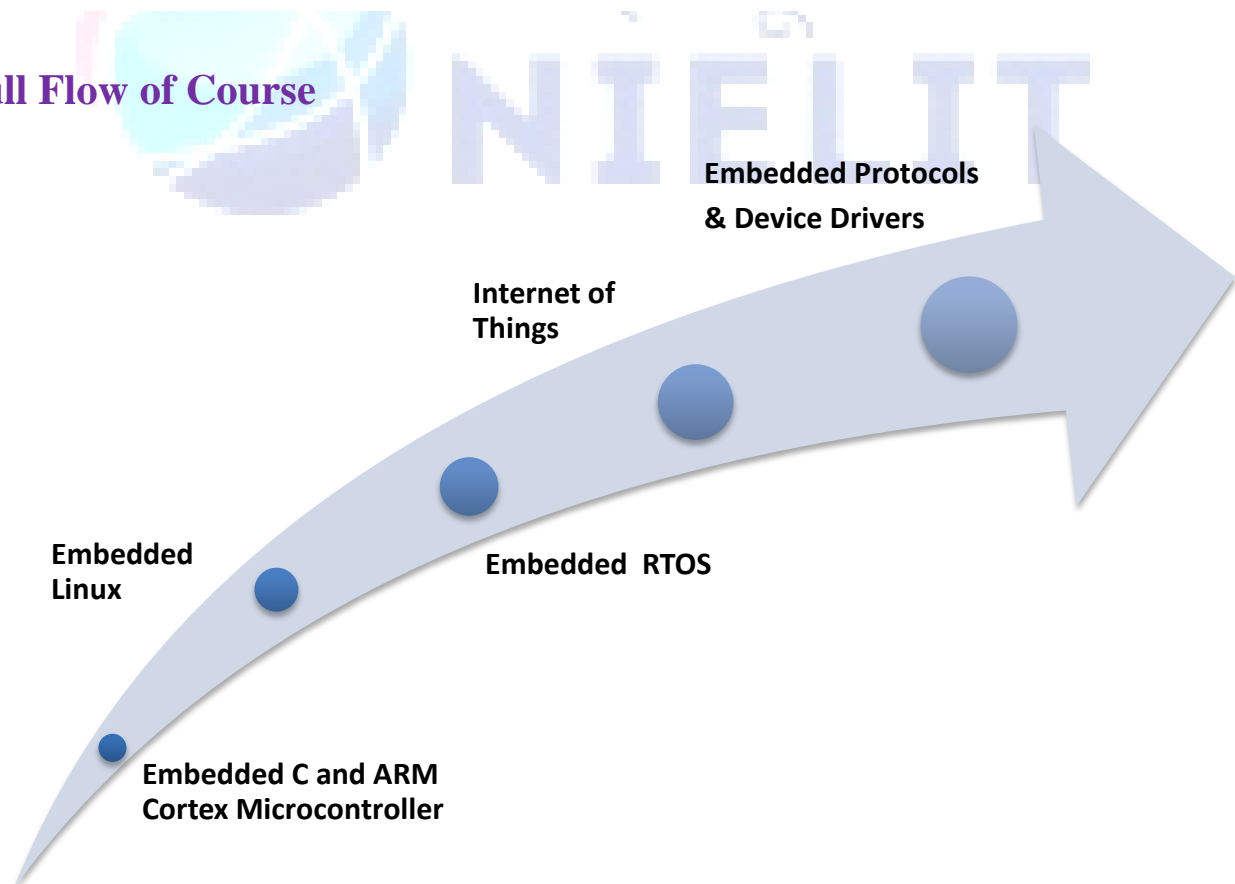 ll Flow of Course
NIELIT
Embedded Protocols
& Device Drivers
Internet of
Things
Embedded
Linux
Embedded RTOS
Embedded C and ARM
Cortex Microcontroller